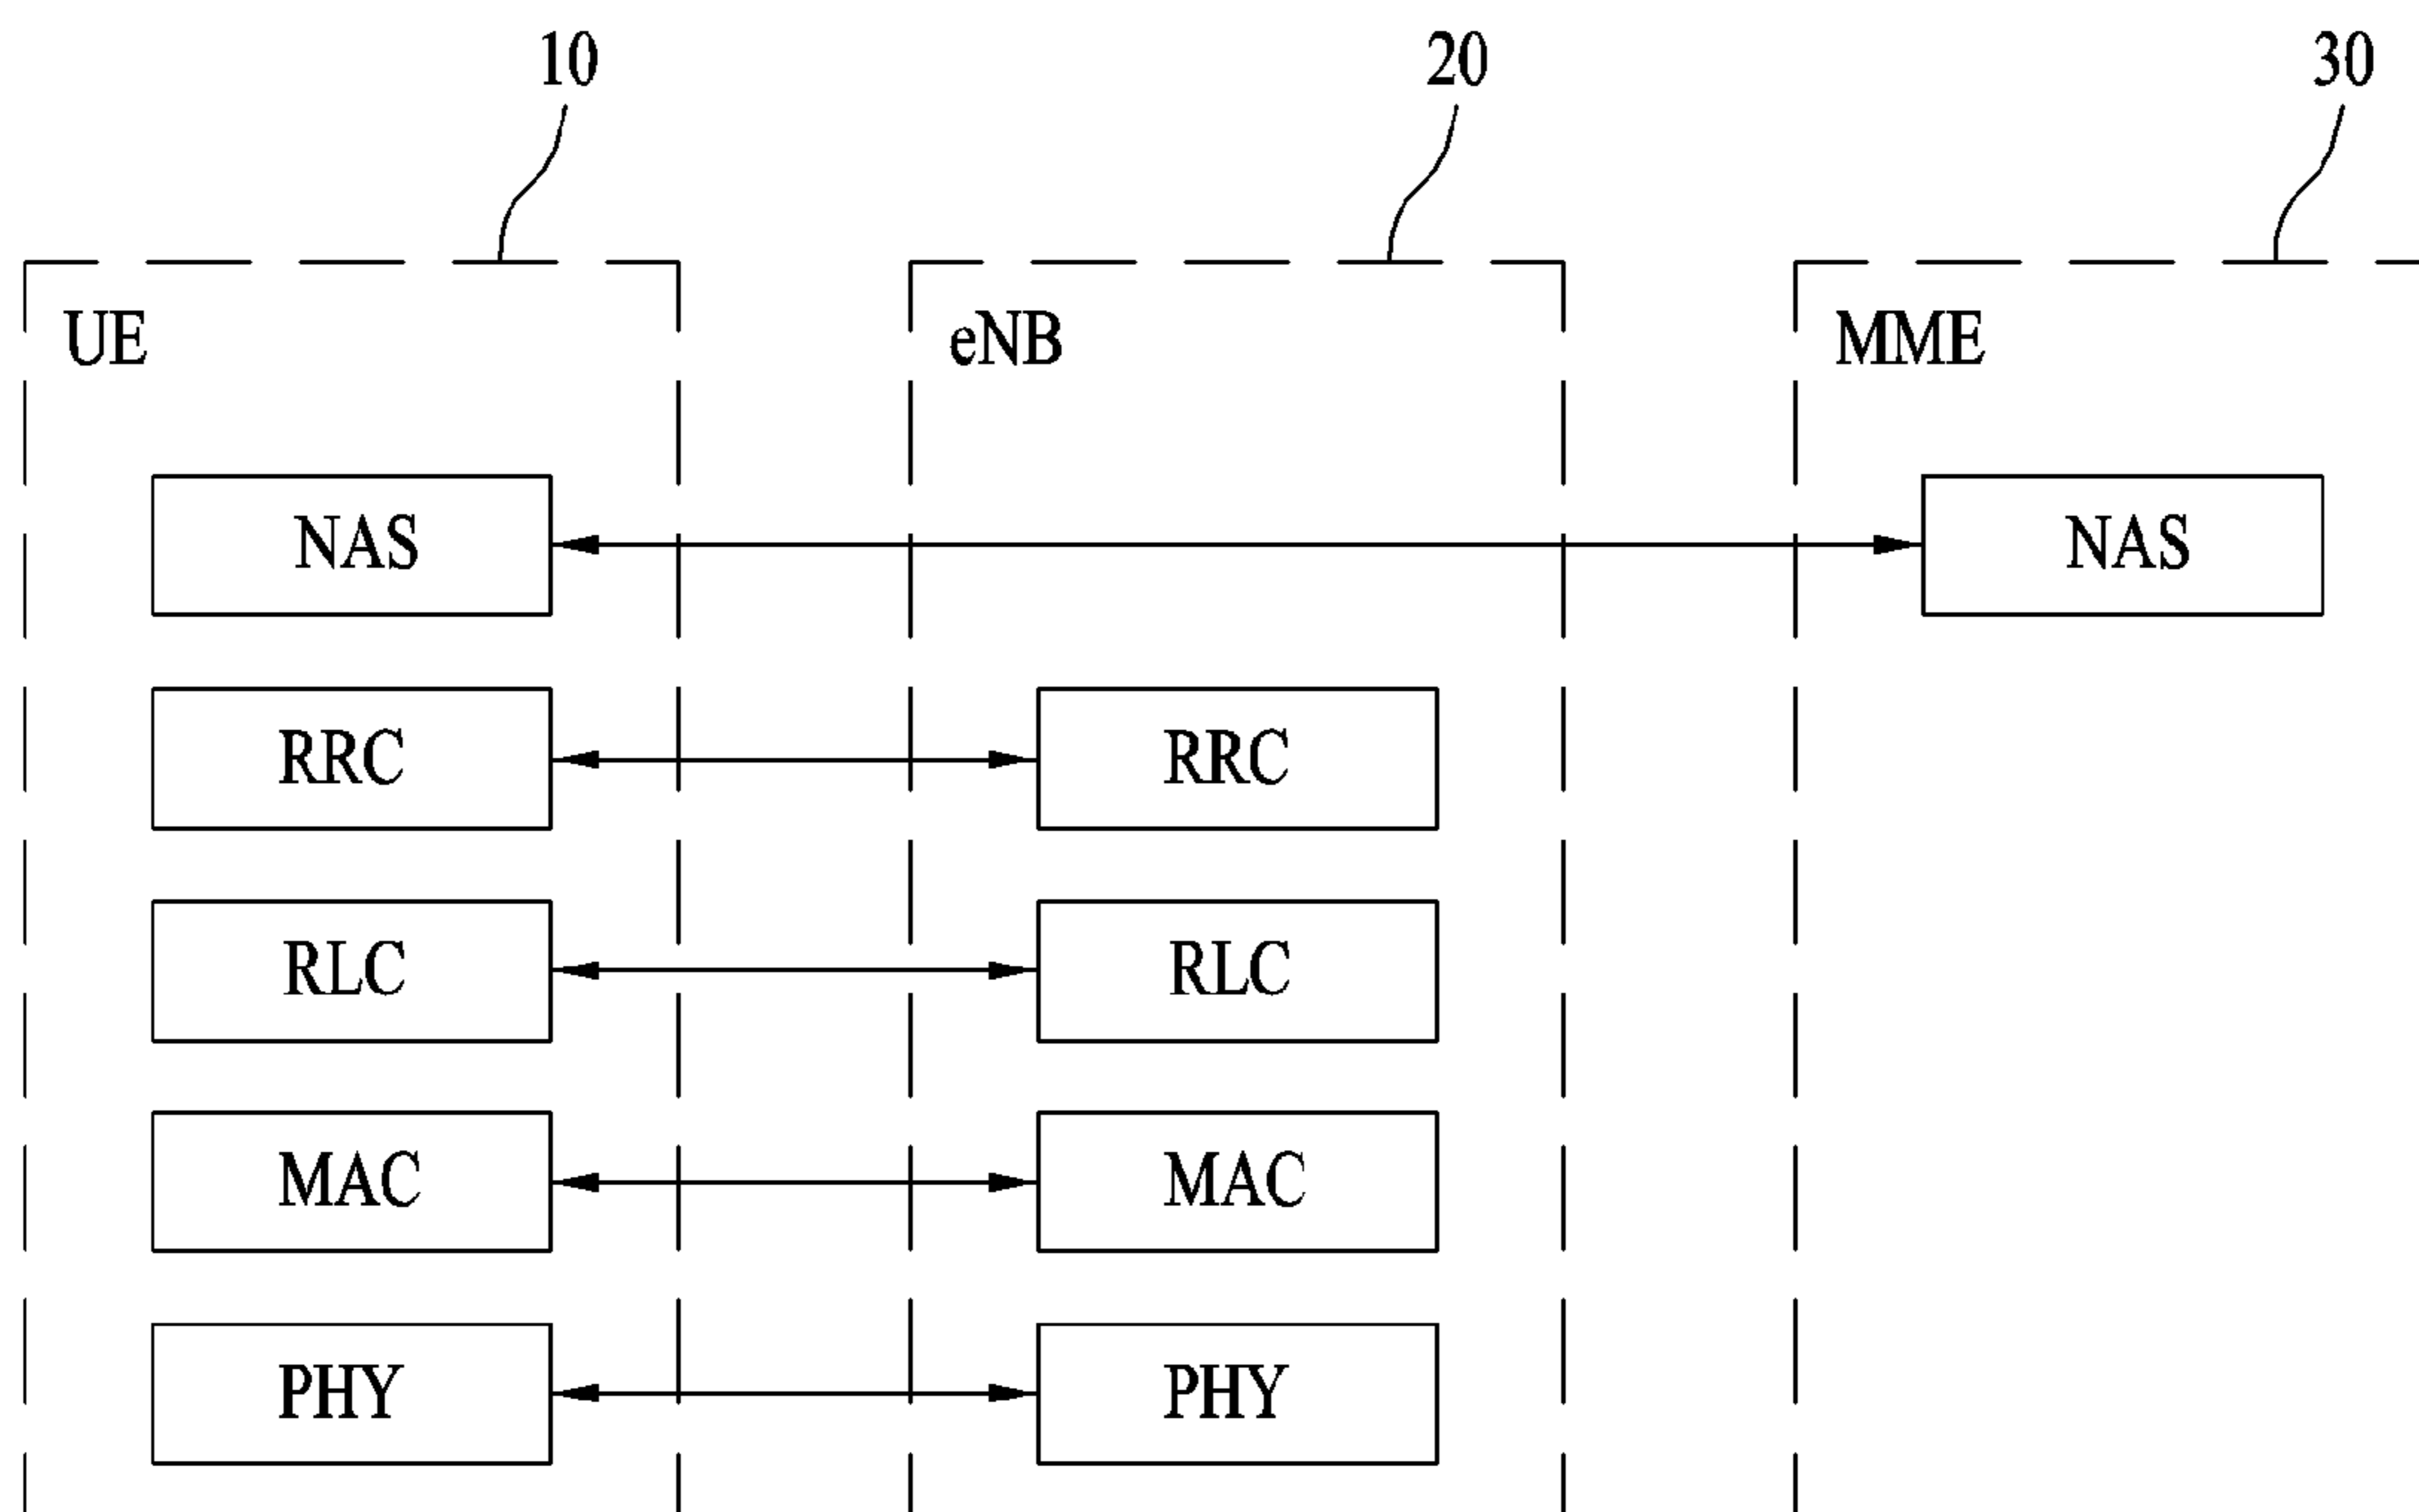 10 20 30
UE eNB MME
NAS NAS
RRC RRC
RLC RLC
MAC MAC
PHY PHY